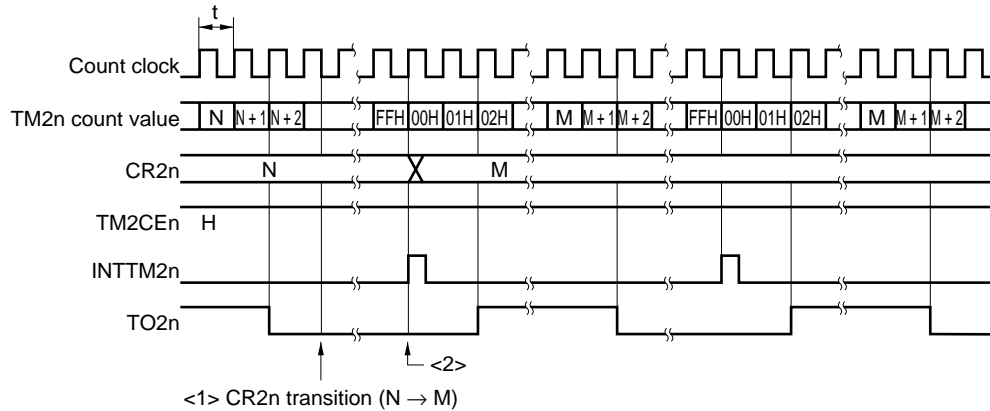 t
Count clock
TM2n count value N N + 1 N + 2 FFH 00H 01H 02H M M + 1 M + 2 FFH 00H 01H 02H M M + 1 M + 2
CR2n N M
TM2CEn H
INTTM2n
TO2n
<2>
<1> CR2n transition (N → M)